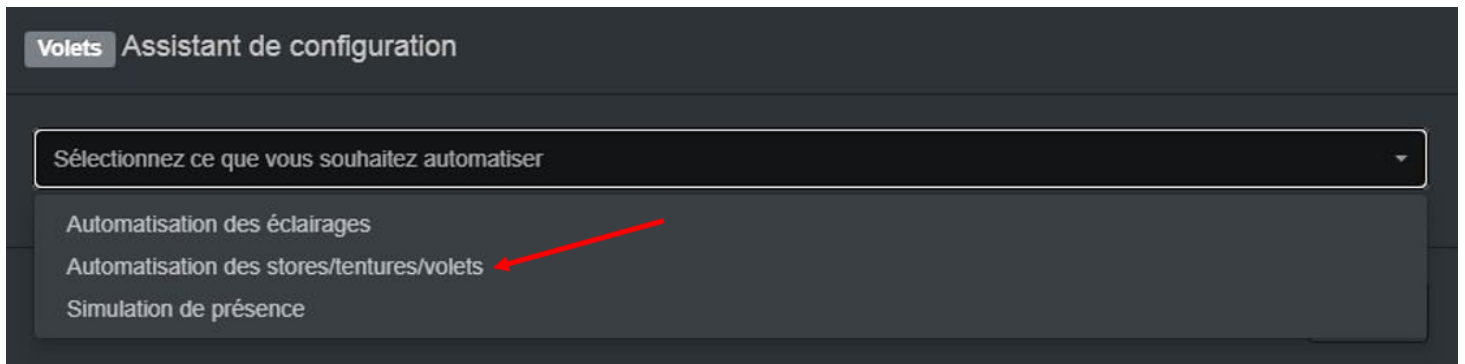 Volets Assistant de configuration
Sélectionnez ce que vous souhaitez automatiser
Automatisation des éclairages
Automatisation des stores/tentures/volets
Simulation de présence